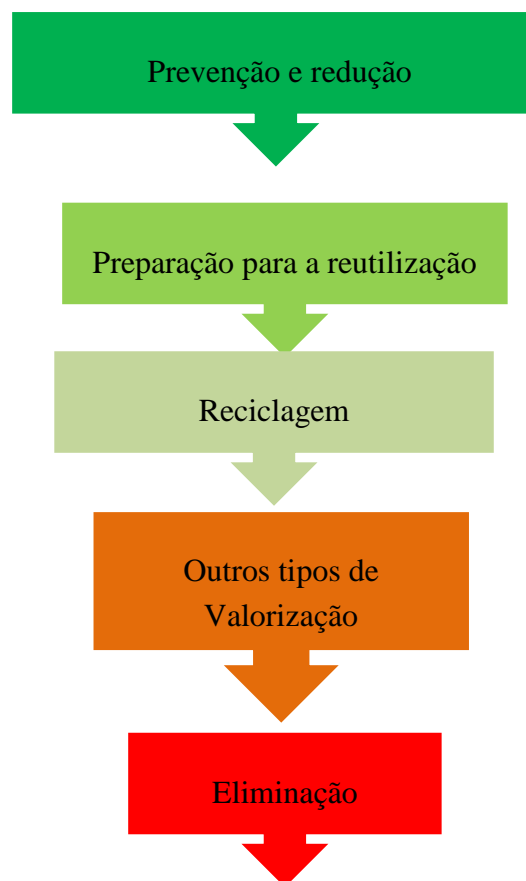 Prevenção e redução
Preparação para a reutilização
Reciclagem
Outros tipos de
Valorização
Eliminação